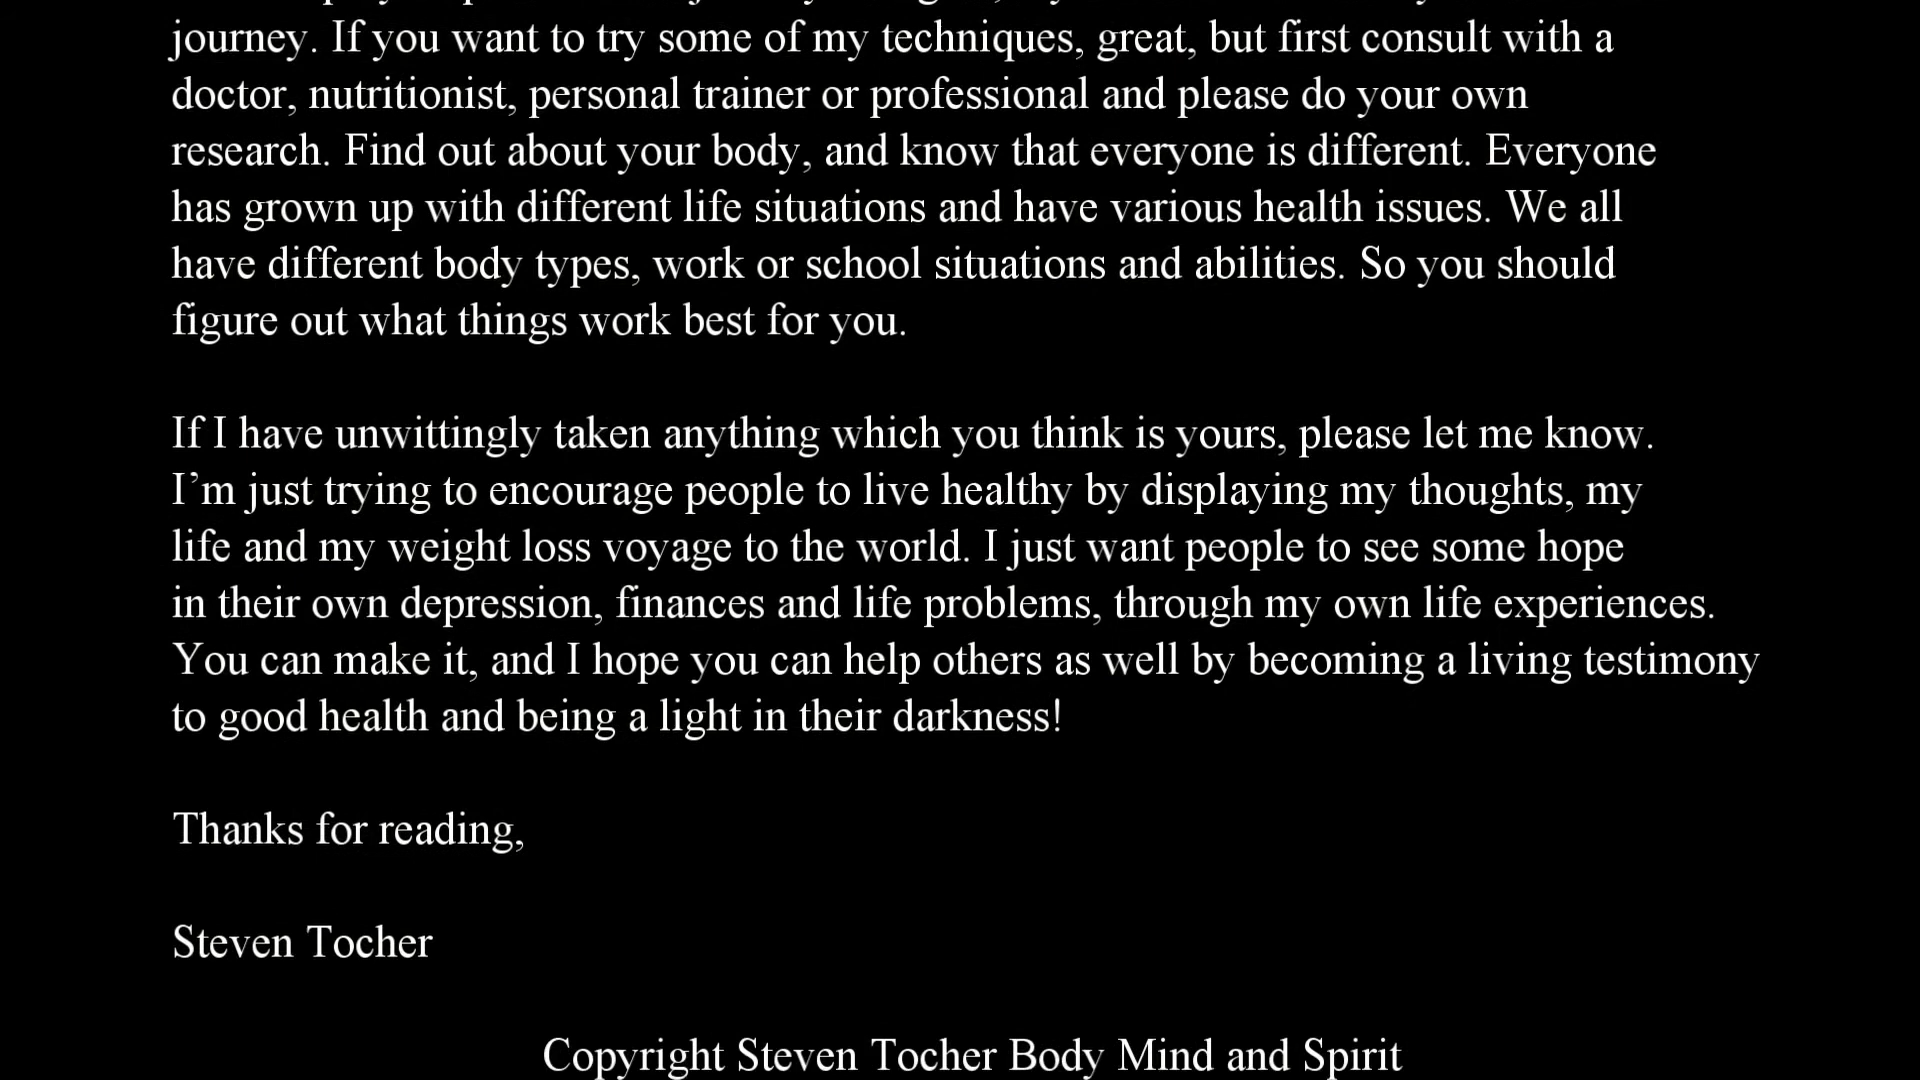 journey. If you want to try some of my techniques, great, but first consult with a
doctor, nutritionist, personal trainer or professional and please do your own
research. Find out about your body, and know that everyone is different. Everyone
has grown up with different life situations and have various health issues. We all
have different body types, work or school situations and abilities. So you should
figure out what things work best for you.
If I have unwittingly taken anything which you think is yours, please let me know.
I’m just trying to encourage people to live healthy by displaying my thoughts, my
life and my weight loss voyage to the world. I just want people to see some hope
in their own depression, finances and life problems, through my own life experiences.
You can make it, and I hope you can help others as well by becoming a living testimony
to good health and being a light in their darkness!
Thanks for reading,
Steven Tocher
Copyright Steven Tocher Body Mind and Spirit